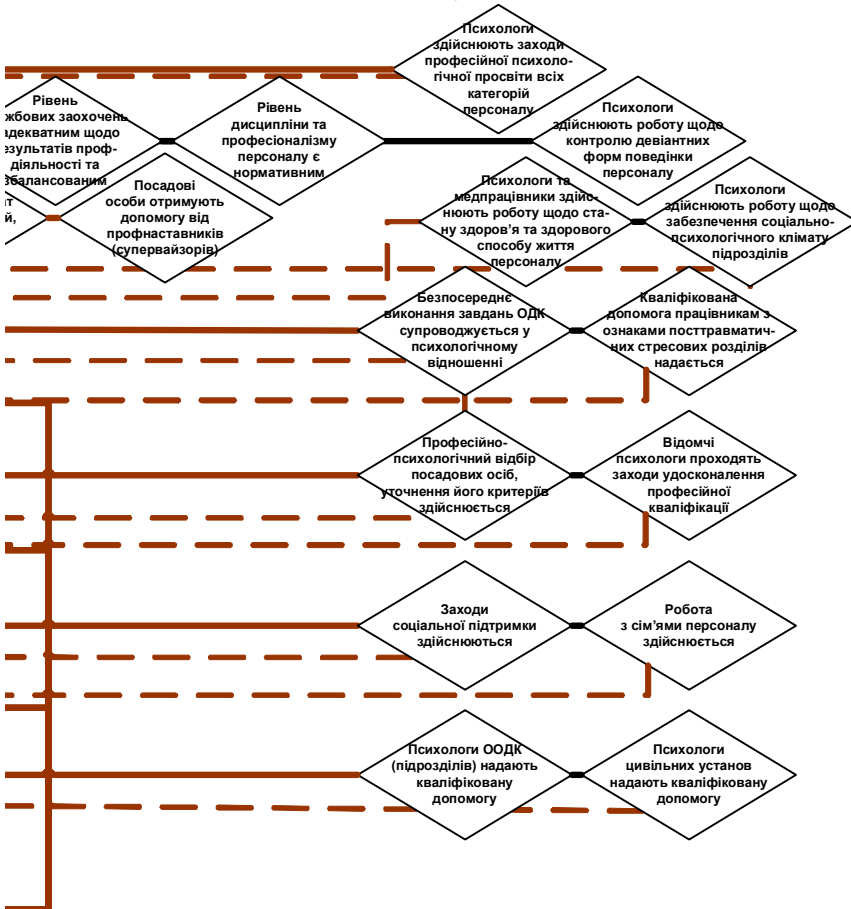 Психологи
здійснюють заходи
професійної психоло-
гічної просвіти всіх
категорій
персоналу
Рівень
жбових заохочень
адекватним щодо
результатів проф-
діяльності та
збалансованим
Рівень
дисципліни та
професіоналізму
персоналу є
нормативним
Психологи
здійснюють роботу щодо
контролю девіантних
форм поведінки
персоналу
Посадові
особи отримують
допомогу від
профнаставників
(супервайзорів)
Психологи та
медпрацівники здійс-
нюють роботу щодо ста-
ну здоров’я та здорового
способу життя
персоналу
Психологи
здійснюють роботу щодо
забезпечення соціально-
психологічного клімату
підрозділів
Безпосереднє
виконання завдань ОДК
супроводжується у
психологічному
відношенні
Кваліфікована
допомога працівникам з
ознаками посттравматич-
них стресових розділів
надається
Професійно-
психологічний відбір
посадових осіб,
уточнення його критеріїв
здійснюється
Відомчі
психологи проходять
заходи удосконалення
професійної
кваліфікації
Заходи
соціальної підтримки
здійснюються
Робота
з сім’ями персоналу
здійснюється
Психологи ООДК
(підрозділів) надають
кваліфіковану
допомогу
Психологи
цивільних установ
надають кваліфіковану
допомогу